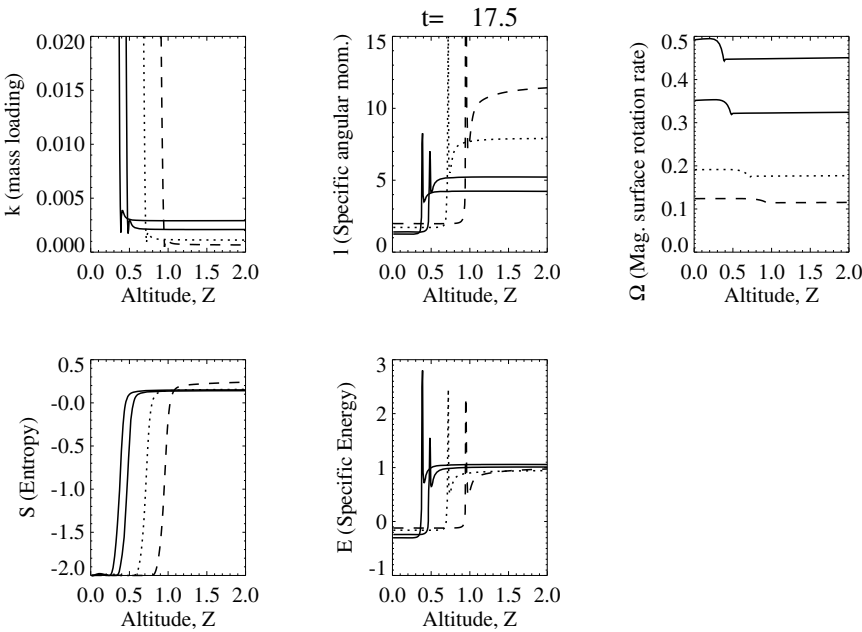 t= 17.5
k (mass loading)
0.020
0.015
0.010
0.005
0.000
0.0 0.5 1.0 1.5 2.0
Altitude, Z
l (Specific angular mom.)
15
10
5
0
0.0 0.5 1.0 1.5 2.0
Altitude, Z
Ω (Mag. surface rotation rate)
0.5
0.4
0.3
0.2
0.1
0.0
0.0 0.5 1.0 1.5 2.0
Altitude, Z
S (Entropy)
0.5
-0.0
-0.5
-1.0
-1.5
-2.0
0.0 0.5 1.0 1.5 2.0
Altitude, Z
E (Specific Energy)
3
2
1
0
-1
0.0 0.5 1.0 1.5 2.0
Altitude, Z